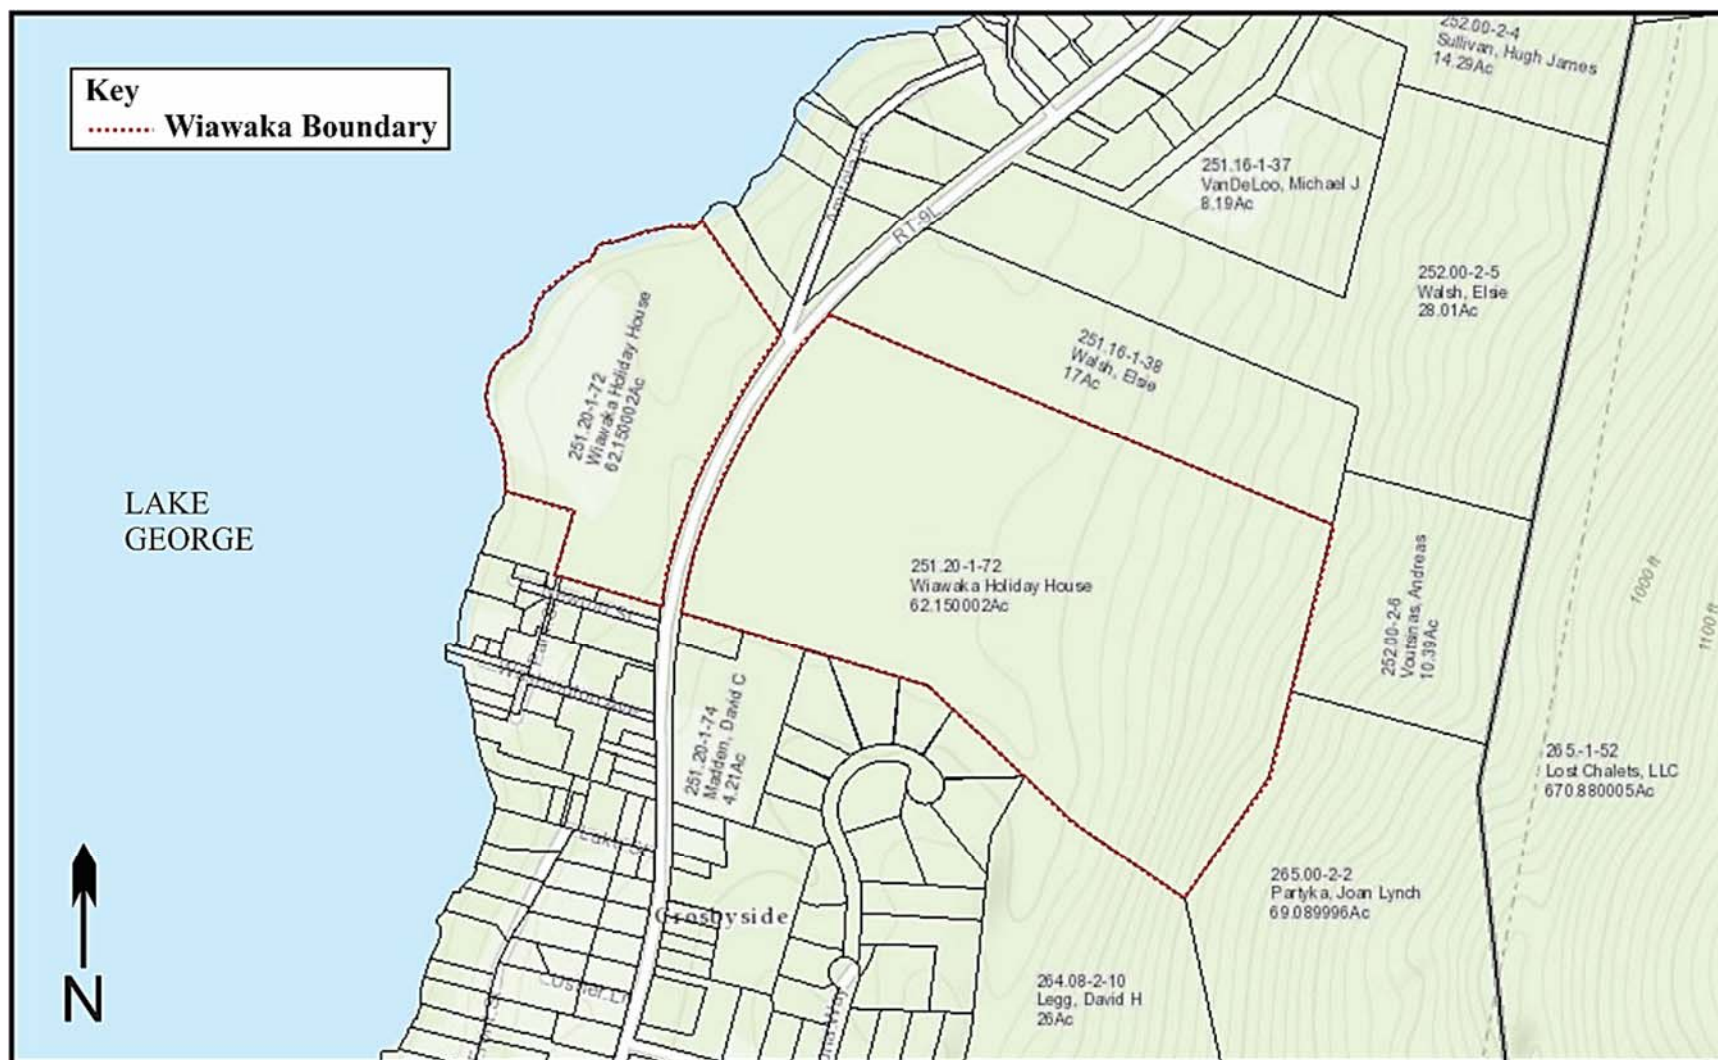 Key
Wiawaka Boundary
252.00-2-4
Sullivan, Hugh James
14.29Ac
251.16-1-37
VanDeLoo, Michael J
8.19Ac
RT-9L
252.00-2-5
Walsh, Elsie
28.01Ac
251.16-1-38
Walsh, Elsie
17Ac
251.20-1-72
Wiawaka Holiday House
62.150002Ac
LAKE
GEORGE
251.20-1-72
Wiawaka Holiday House
62.150002Ac
252.00-2-6
Voutsinas, Andreas
10.39Ac
1000 ft
1100 ft
251.20-1-74
Madden, David C
4.21Ac
265.-1-52
Lost Chalets, LLC
670.880005Ac
Lake St
265.00-2-2
Partyka, Joan Lynch
69.089996Ac
Crosbyside
264.08-2-10
Legg, David H
26Ac
N